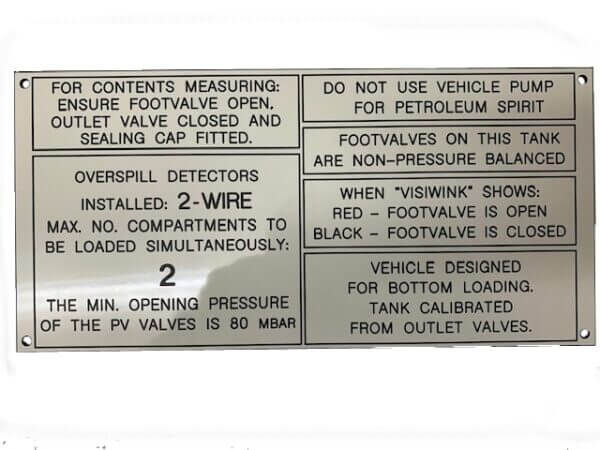 FOR CONTENTS MEASURING:
ENSURE FOOTVALVE OPEN,
OUTLET VALVE CLOSED AND
SEALING CAP FITTED.
OVERSPILL DETECTORS
INSTALLED: 2-WIRE
MAX. NO. COMPARTMENTS TO
BE LOADED SIMULTANEOUSLY:
2
THE MIN. OPENING PRESSURE
OF THE PV VALVES IS 80 MBAR
DO NOT USE VEHICLE PUMP
FOR PETROLEUM SPIRIT
FOOTVALVES ON THIS TANK
ARE NON-PRESSURE BALANCED
WHEN "VISIWINK" SHOWS:
RED - FOOTVALVE IS OPEN
BLACK - FOOTVALVE IS CLOSED
VEHICLE DESIGNED
FOR BOTTOM LOADING.
TANK CALIBRATED
FROM OUTLET VALVES.